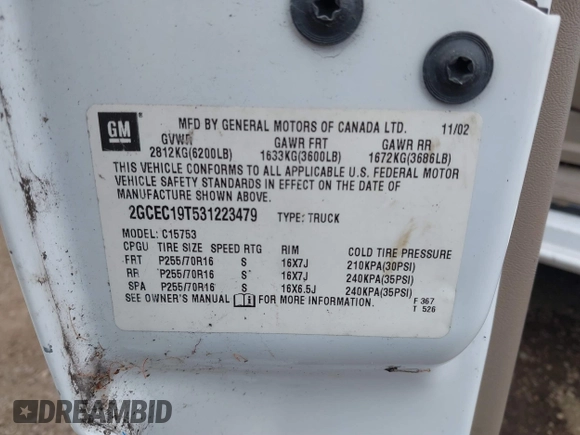 GM
MFD BY GENERAL MOTORS OF CANADA LTD. 11/02
GVWR GAWR FRT GAWR RR
2812KG(6200LB) 1633KG(3600LB) 1672KG(3686LB)
THIS VEHICLE CONFORMS TO ALL APPLICABLE U.S. FEDERAL MOTOR
VEHICLE SAFETY STANDARDS IN EFFECT ON THE DATE OF
MANUFACTURE SHOWN ABOVE.
2GCEC19T531223479 TYPE: TRUCK
MODEL: C15753
CPGU TIRE SIZE SPEED RTG RIM COLD TIRE PRESSURE
FRT P255/70R16 S 16X7J 210KPA(30PSI)
RR P255/70R16 S 16X7J 240KPA(35PSI)
SPA P255/70R16 S 16X6.5J 240KPA(35PSI)
SEE OWNER'S MANUAL i FOR MORE INFORMATION. F 367
T 526
DREAMBID